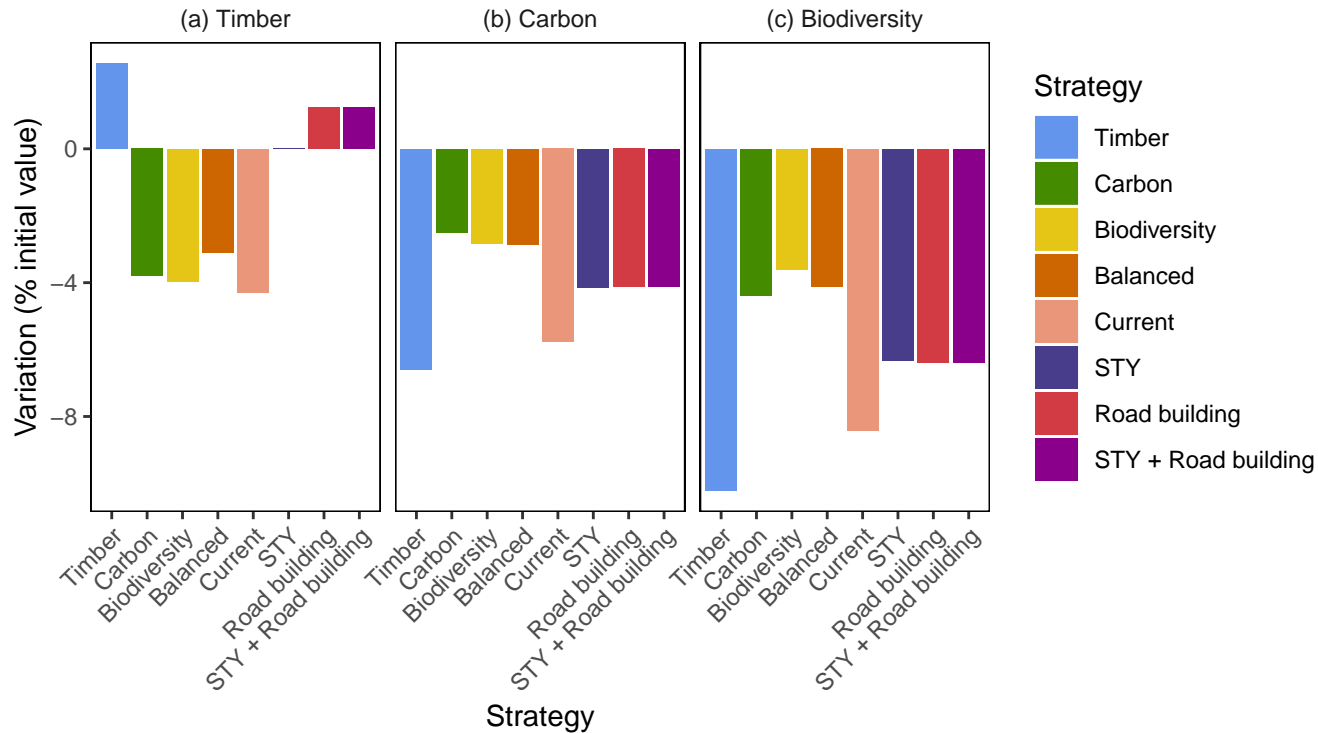 (a) Timber
(b) Carbon
(c) Biodiversity
Variation (% initial value)
0
−4
−8
Timber
Carbon
Biodiversity
Balanced
Current
STY
Road building
STY + Road building
Timber
Carbon
Biodiversity
Balanced
Current
STY
Road building
STY + Road building
Timber
Carbon
Biodiversity
Balanced
Current
STY
Road building
STY + Road building
Strategy
Strategy
Timber
Carbon
Biodiversity
Balanced
Current
STY
Road building
STY + Road building